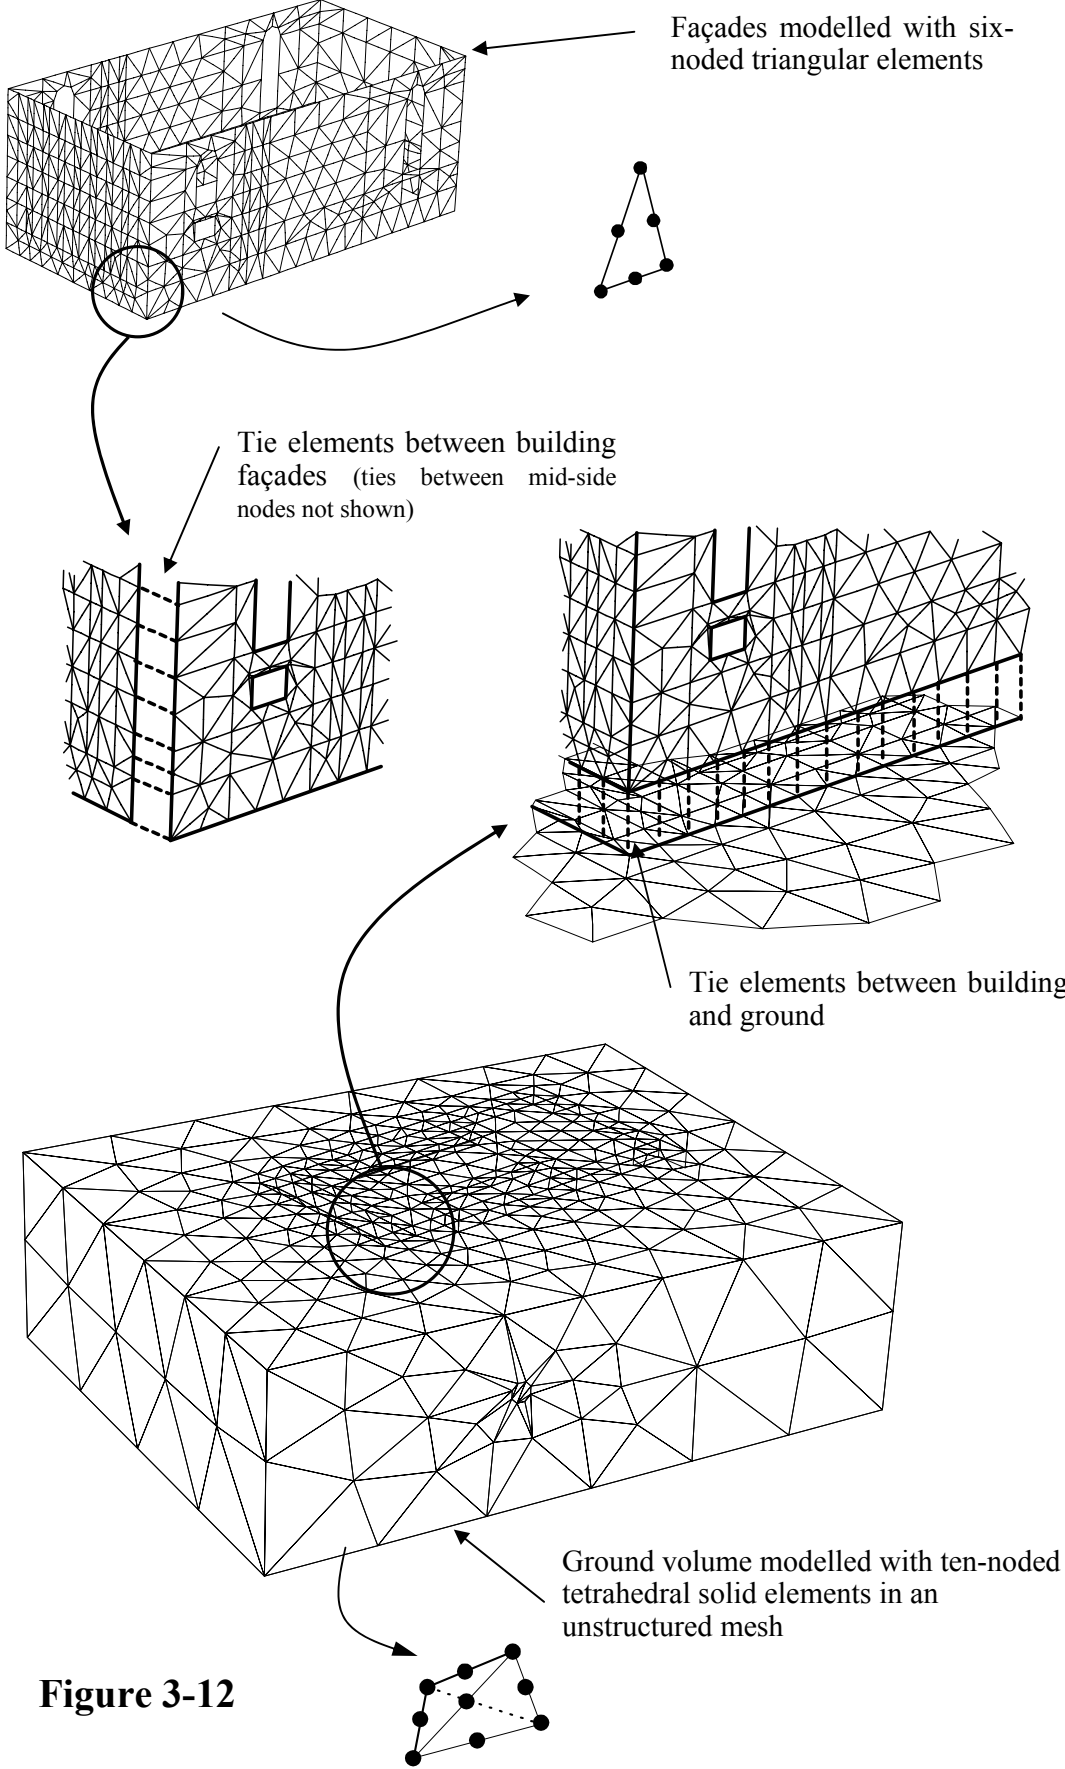 Façades modelled with six-
noded triangular elements
Tie elements between building
façades (ties between mid-side
nodes not shown)
Tie elements between building
and ground
Ground volume modelled with ten-noded
tetrahedral solid elements in an
unstructured mesh
Figure 3-12